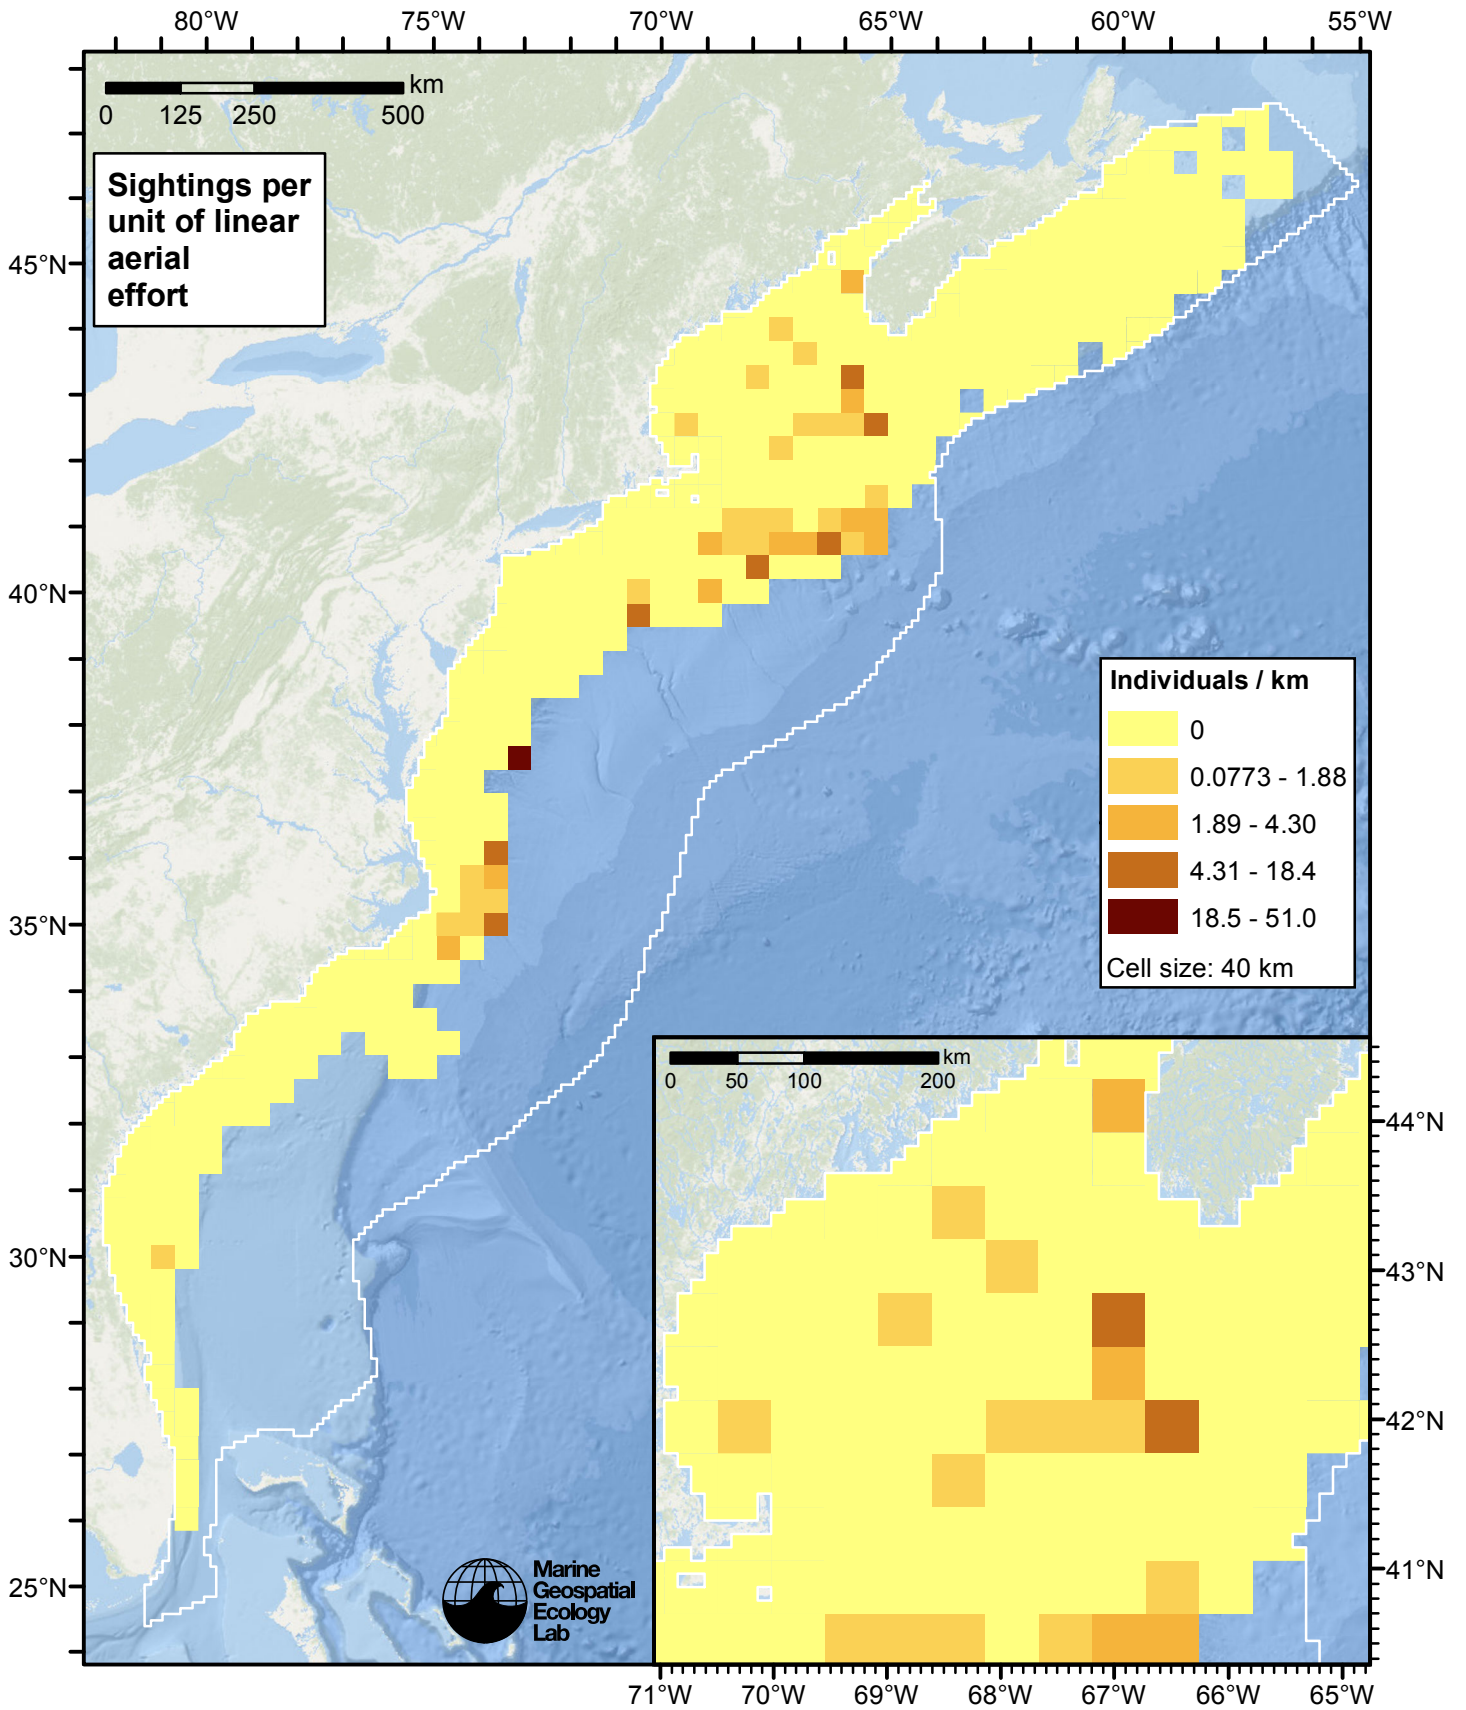 80°W 75°W 70°W 65°W 60°W 55°W
km
0 125 250 500
Sightings per
unit of linear
aerial
effort
45°N
40°N
35°N
30°N
25°N
Individuals / km
0
0.0773 - 1.88
1.89 - 4.30
4.31 - 18.4
18.5 - 51.0
Cell size: 40 km
km
0 50 100 200
44°N
43°N
42°N
41°N
Marine
Geospatial
Ecology
Lab
71°W 70°W 69°W 68°W 67°W 66°W 65°W